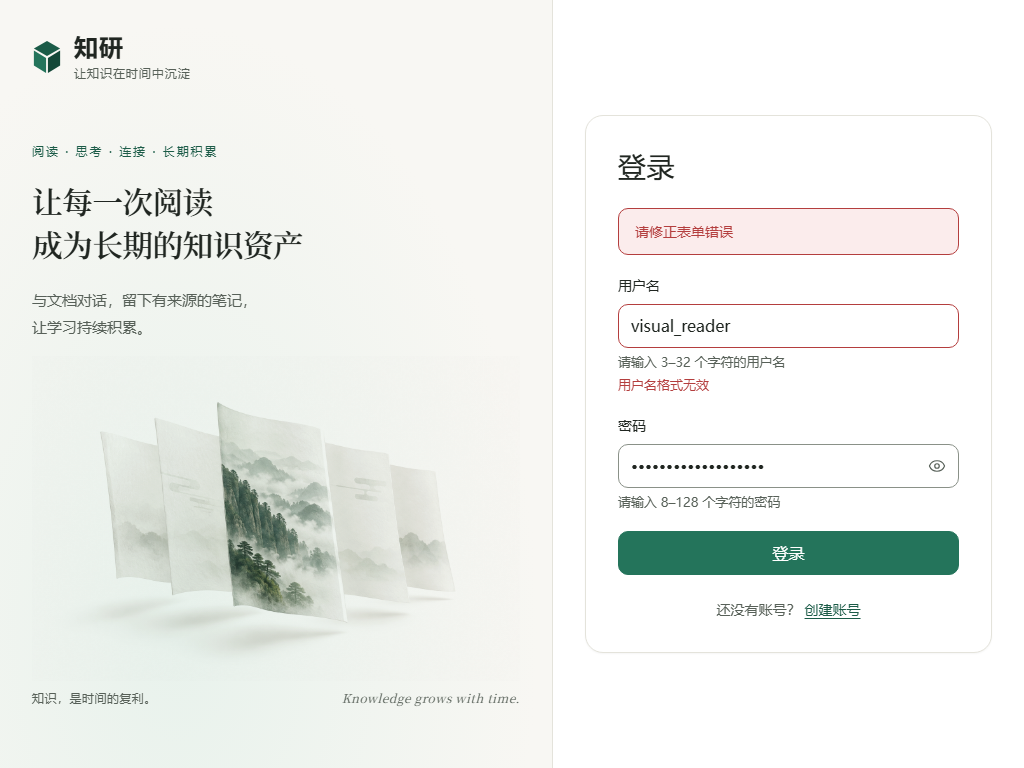 知研
让知识在时间中沉淀
阅读 · 思考 · 连接 · 长期积累
让每一次阅读
成为长期的知识资产
与文档对话，留下有来源的笔记，
让学习持续积累。
知识，是时间的复利。
Knowledge grows with time.
登录
请修正表单错误
用户名
visual_reader
请输入 3–32 个字符的用户名
用户名格式无效
密码
•••••••••••••••••••
请输入 8–128 个字符的密码
登录
还没有账号？ 创建账号